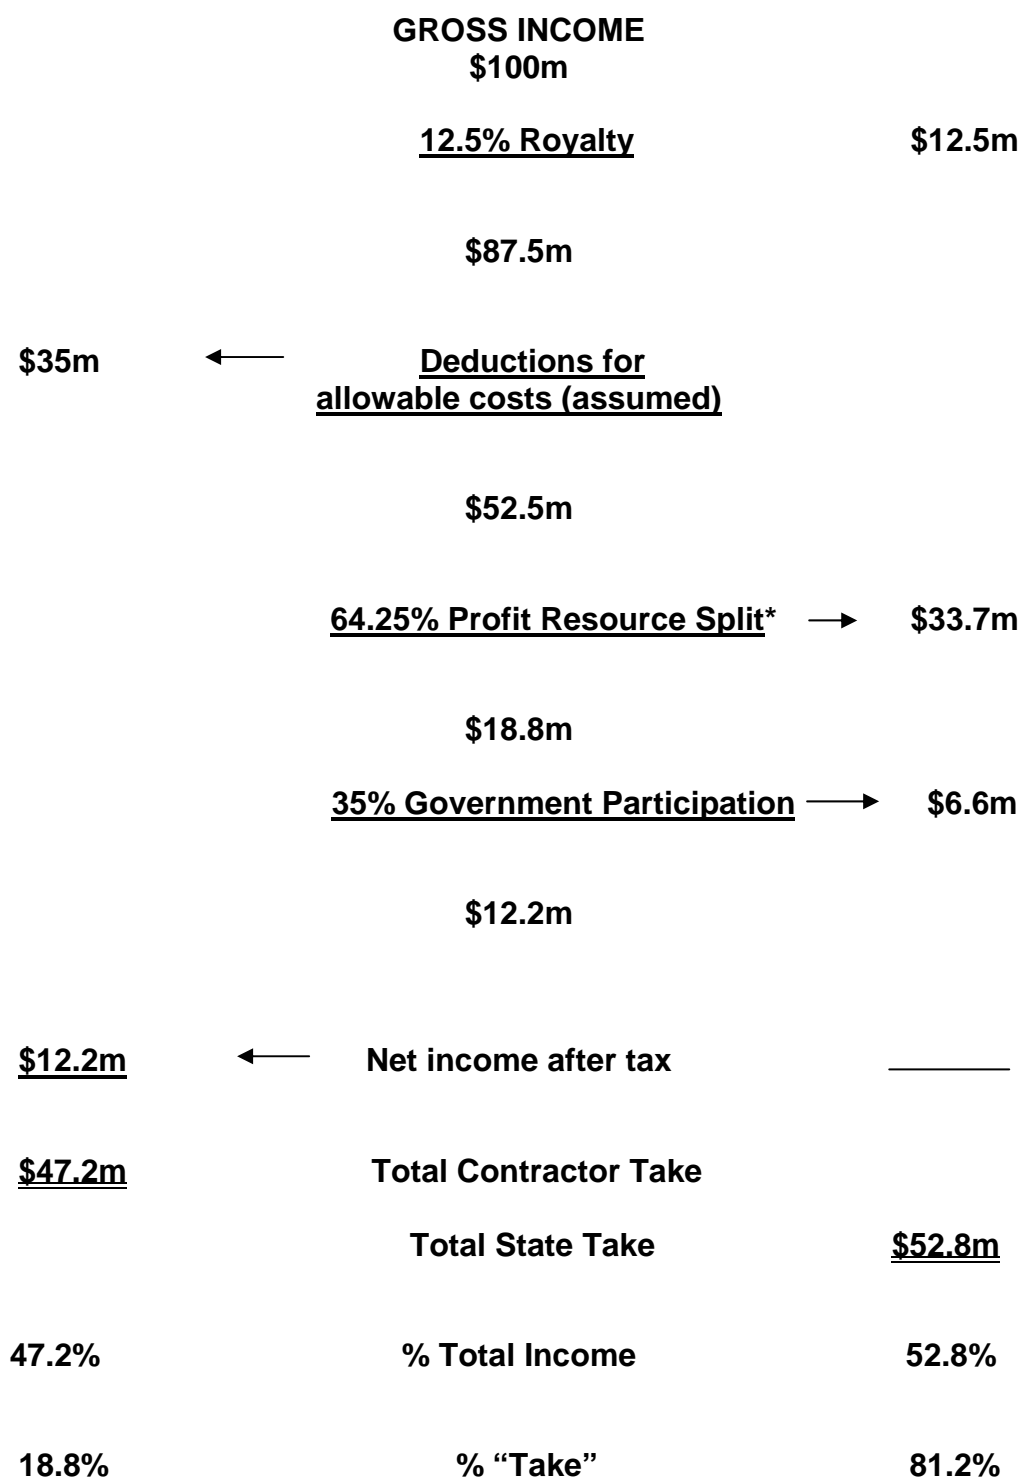 GROSS INCOME
$100m
12.5% Royalty $12.5m
$87.5m
$35m Deductions for
allowable costs (assumed)
$52.5m
64.25% Profit Resource Split* $33.7m
$18.8m
35% Government Participation $6.6m
$12.2m
$12.2m Net income after tax
$47.2m Total Contractor Take
Total State Take $52.8m
47.2% % Total Income 52.8%
18.8% % “Take” 81.2%